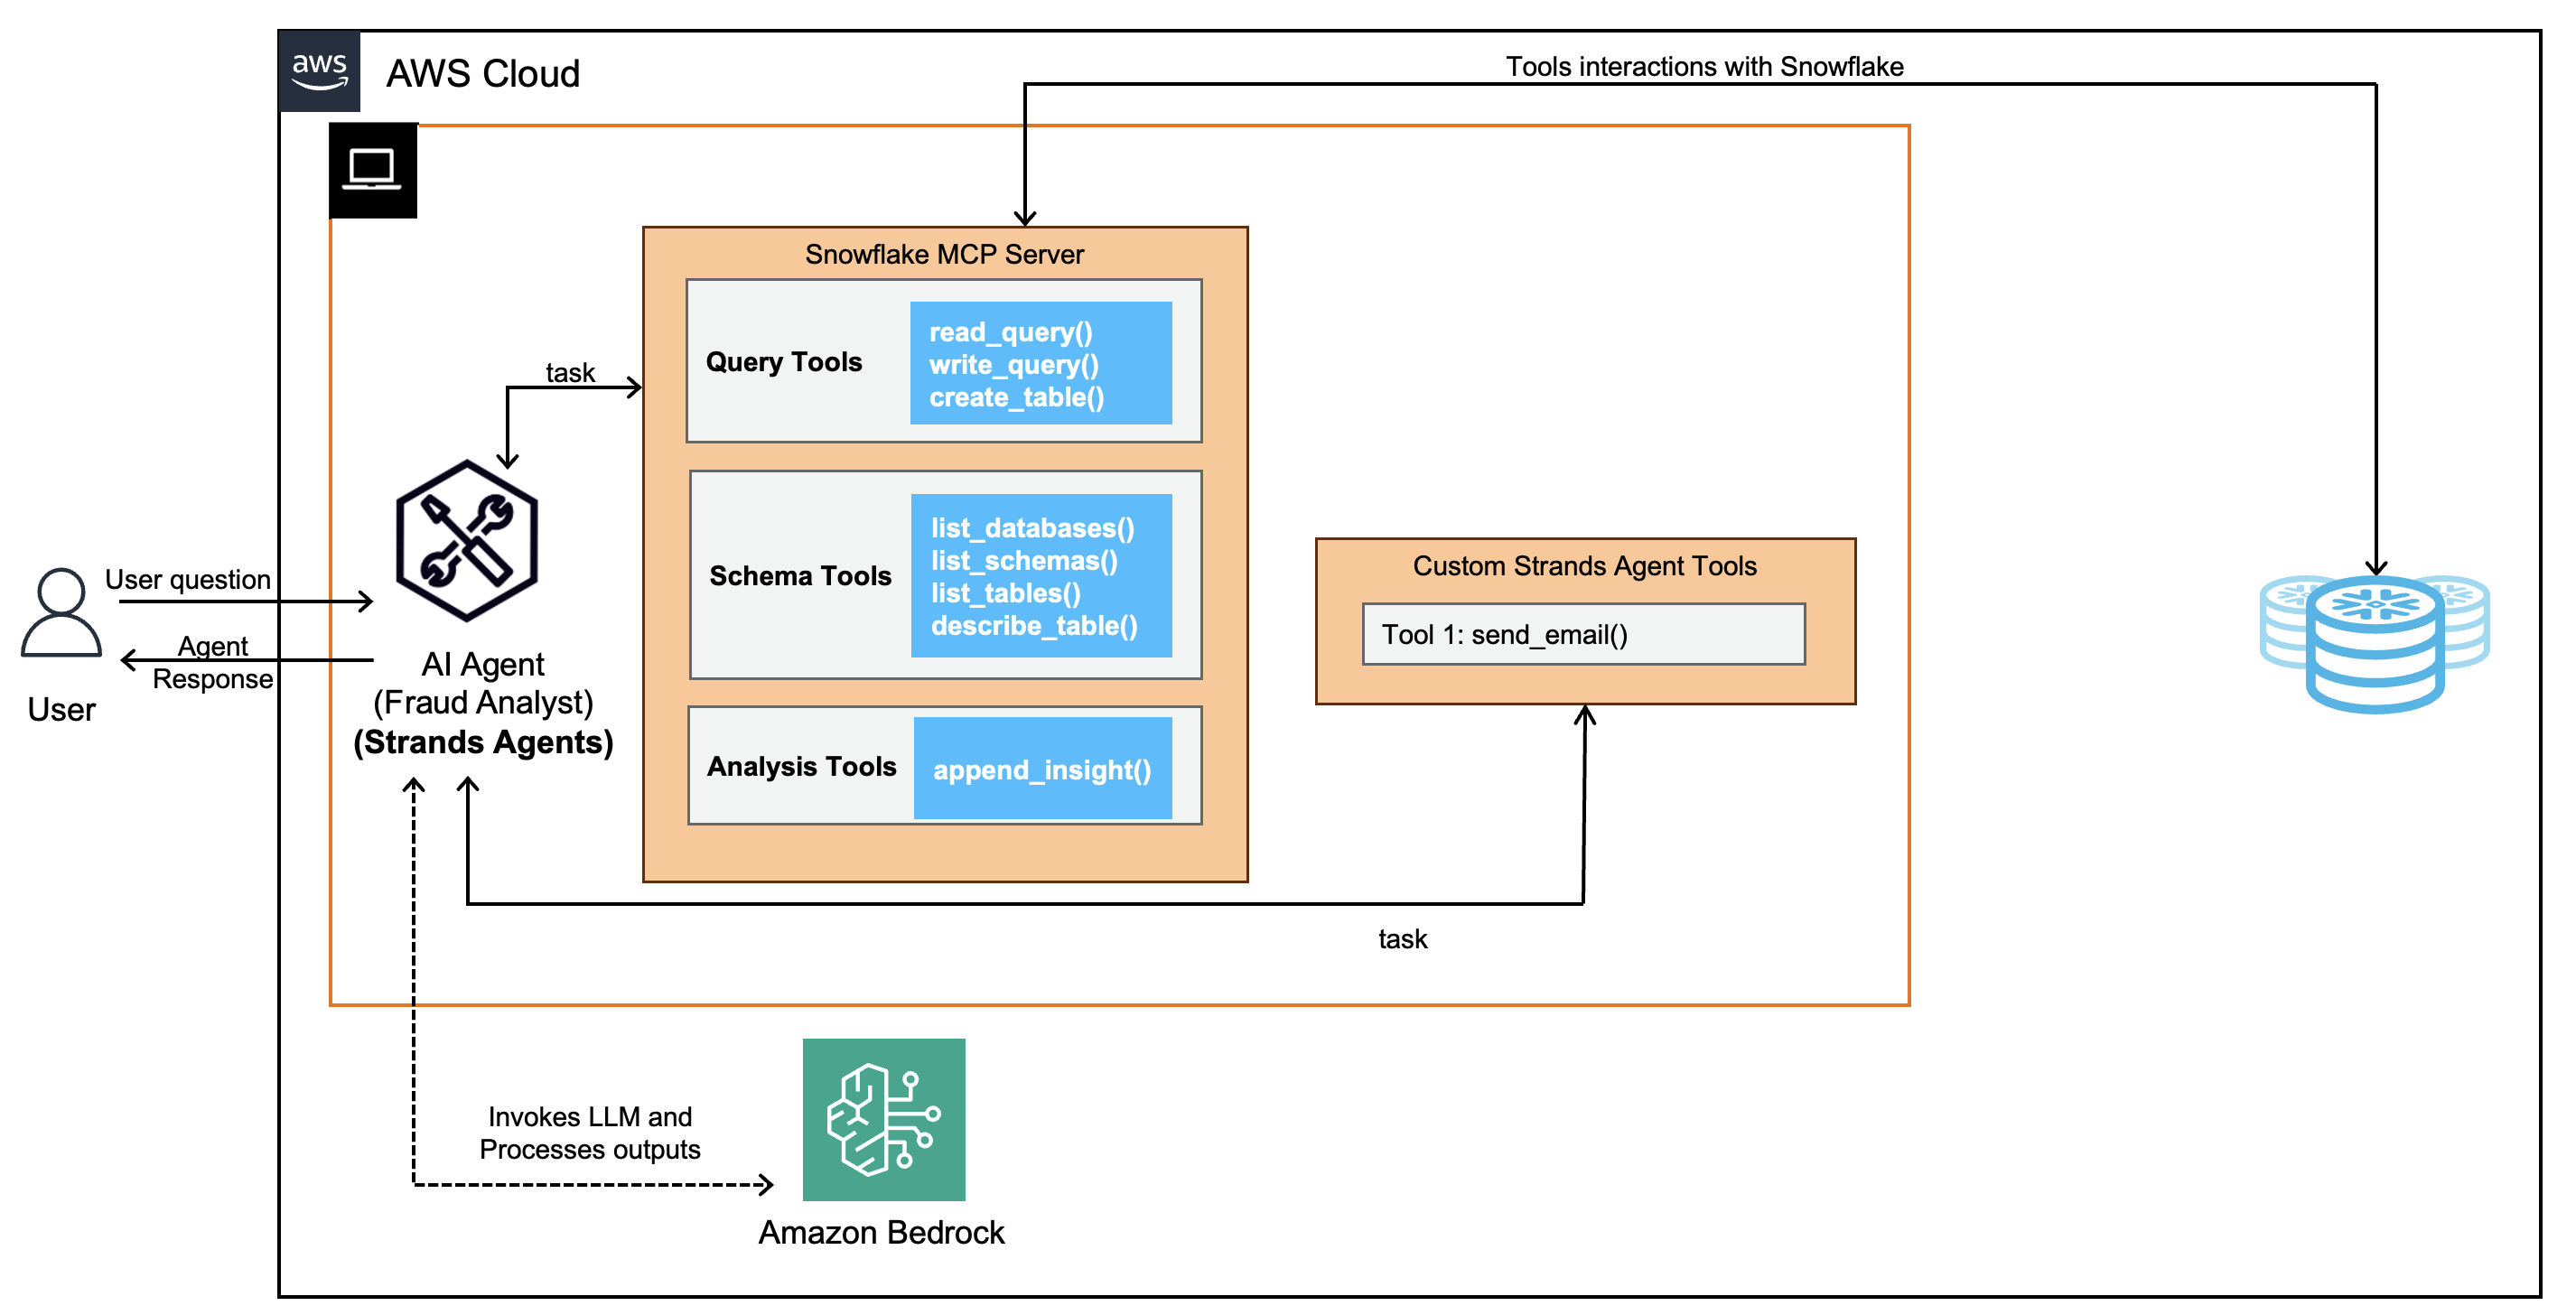 aws
AWS Cloud
Tools interactions with Snowflake
Snowflake MCP Server
Query Tools
read_query()
write_query()
create_table()
task
Schema Tools
list_databases()
list_schemas()
list_tables()
describe_table()
Custom Strands Agent Tools
Tool 1: send_email()
User question
Agent
Response
User
AI Agent
(Fraud Analyst)
(Strands Agents)
Analysis Tools
append_insight()
task
Invokes LLM and
Processes outputs
Amazon Bedrock